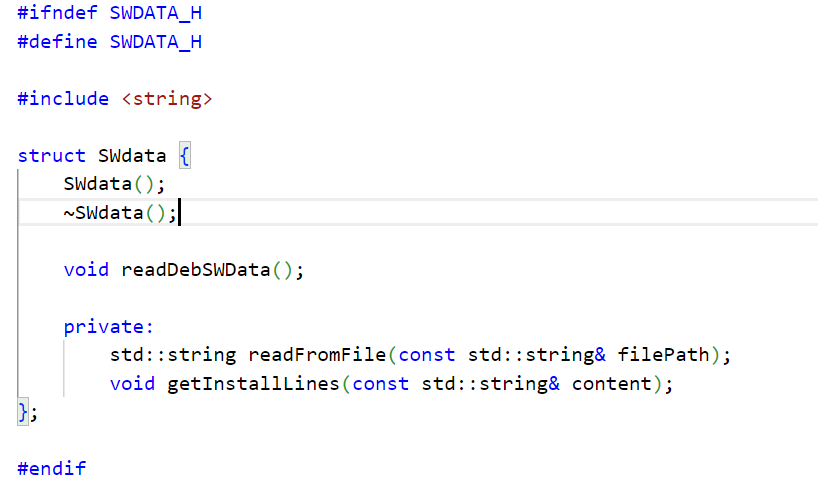 #ifndef SWDATA_H
#define SWDATA_H
#include <string>
struct SWdata {
SWdata();
~SWdata();
void readDebSWData();
private:
std::string readFromFile(const std::string& filePath);
void getInstallLines(const std::string& content);
};
#endif